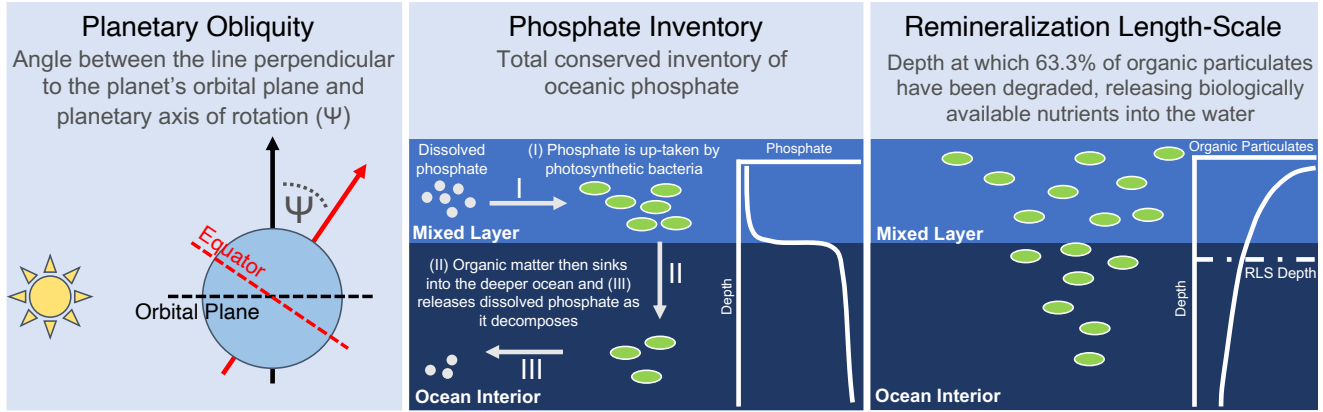 Planetary Obliquity
Angle between the line perpendicular
to the planet's orbital plane and
planetary axis of rotation (Ψ)
Ψ
Equator
Orbital Plane
Phosphate Inventory
Total conserved inventory of
oceanic phosphate
Dissolved
phosphate
(I) Phosphate is up-taken by
photosynthetic bacteria
I
Mixed Layer
(II) Organic matter then sinks
into the deeper ocean and (III)
releases dissolved phosphate as
it decomposes
II
III
Ocean Interior
Phosphate
Depth
Remineralization Length-Scale
Depth at which 63.3% of organic particulates
have been degraded, releasing biologically
available nutrients into the water
Organic Particulates
Mixed Layer
RLS Depth
Depth
Ocean Interior